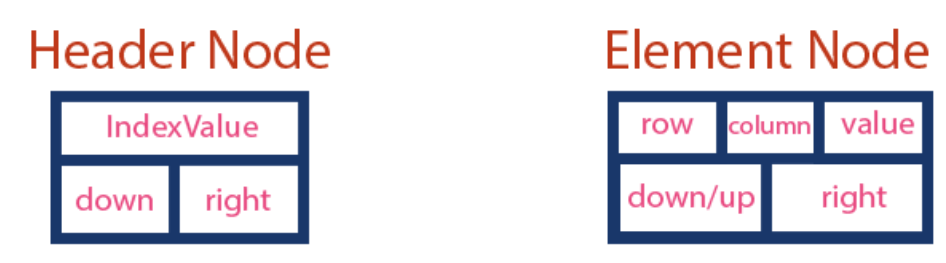 Header Node
IndexValue
down right
Element Node
row column value
down/up right